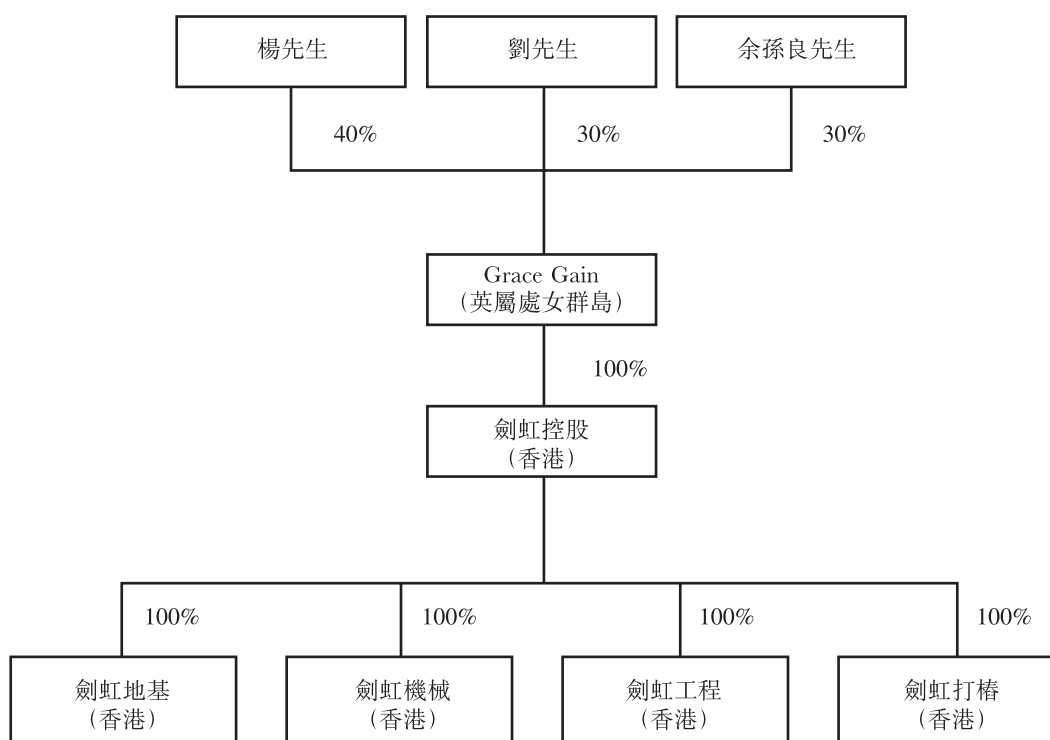 楊先生
劉先生
余孫良先生
40%
30%
30%
Grace Gain
（英屬處女群島）
100%
劍虹控股
（香港）
100%
100%
100%
100%
劍虹地基
（香港）
劍虹機械
（香港）
劍虹工程
（香港）
劍虹打樁
（香港）